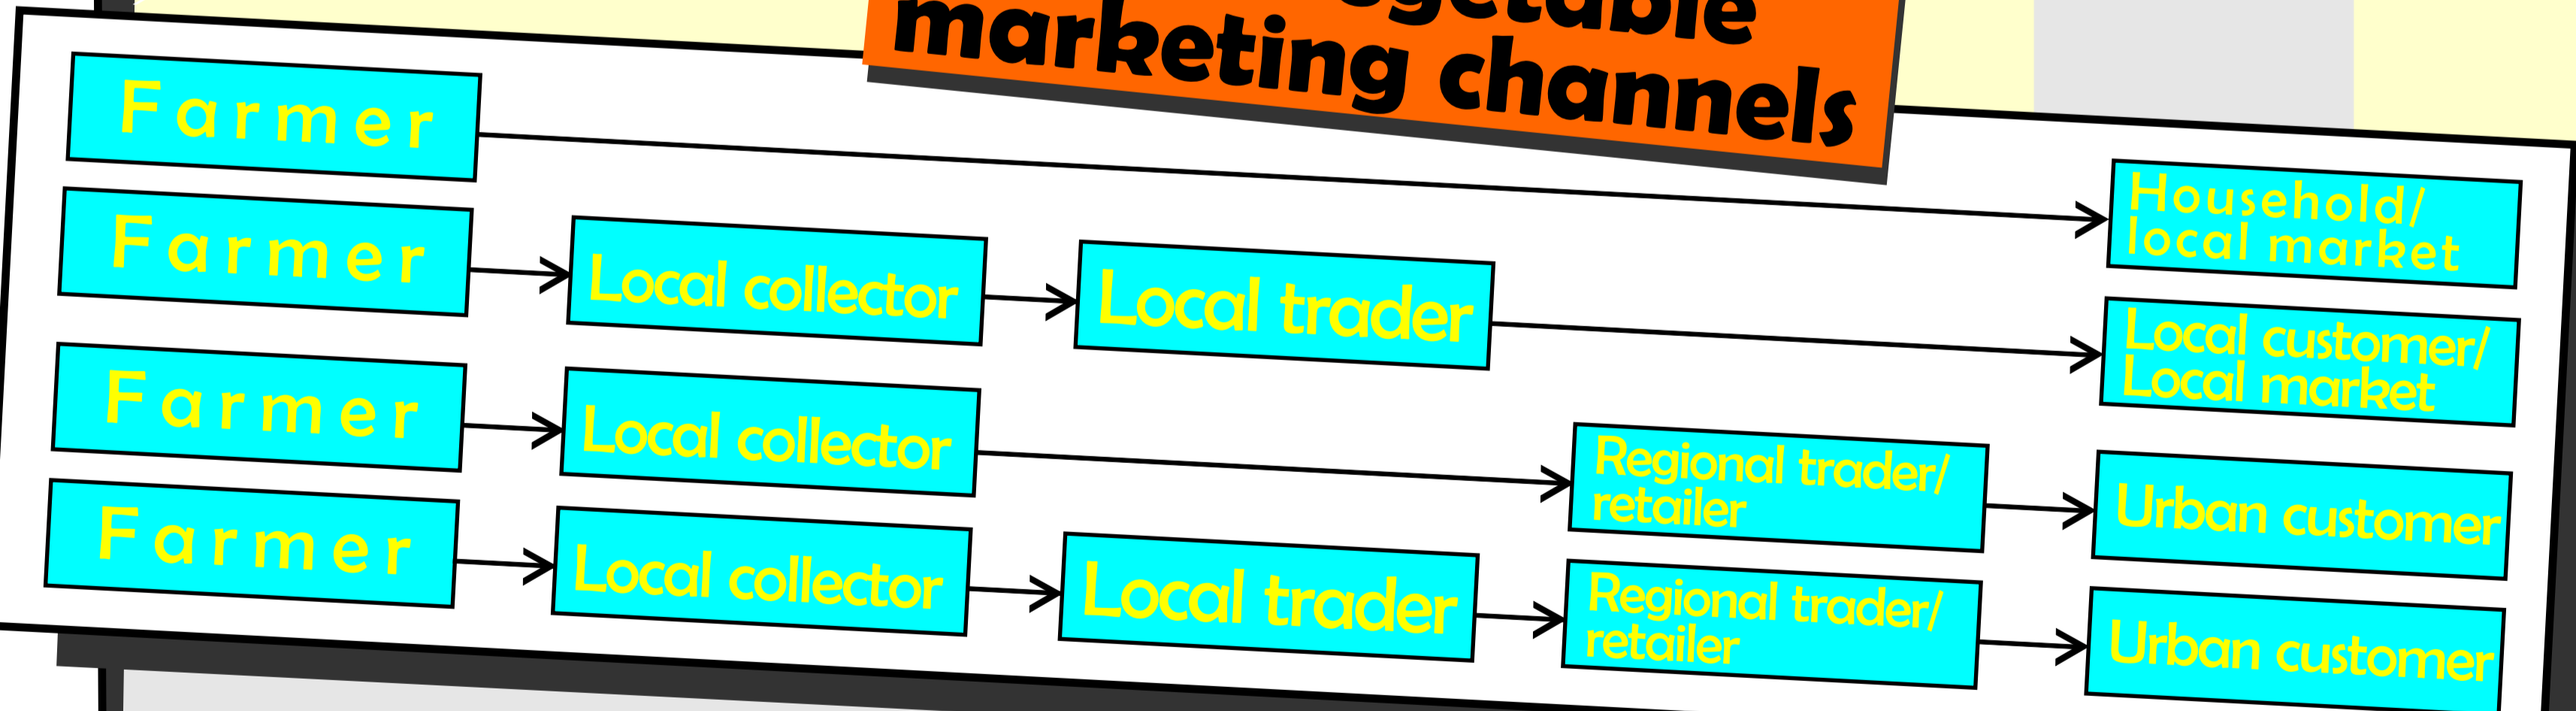 marketing channels
Farmer
Household/
local market
Farmer
Local collector
Local trader
Local customer/
Local market
Farmer
Local collector
Regional trader/
retailer
Urban customer
Farmer
Local collector
Local trader
Regional trader/
retailer
Urban customer